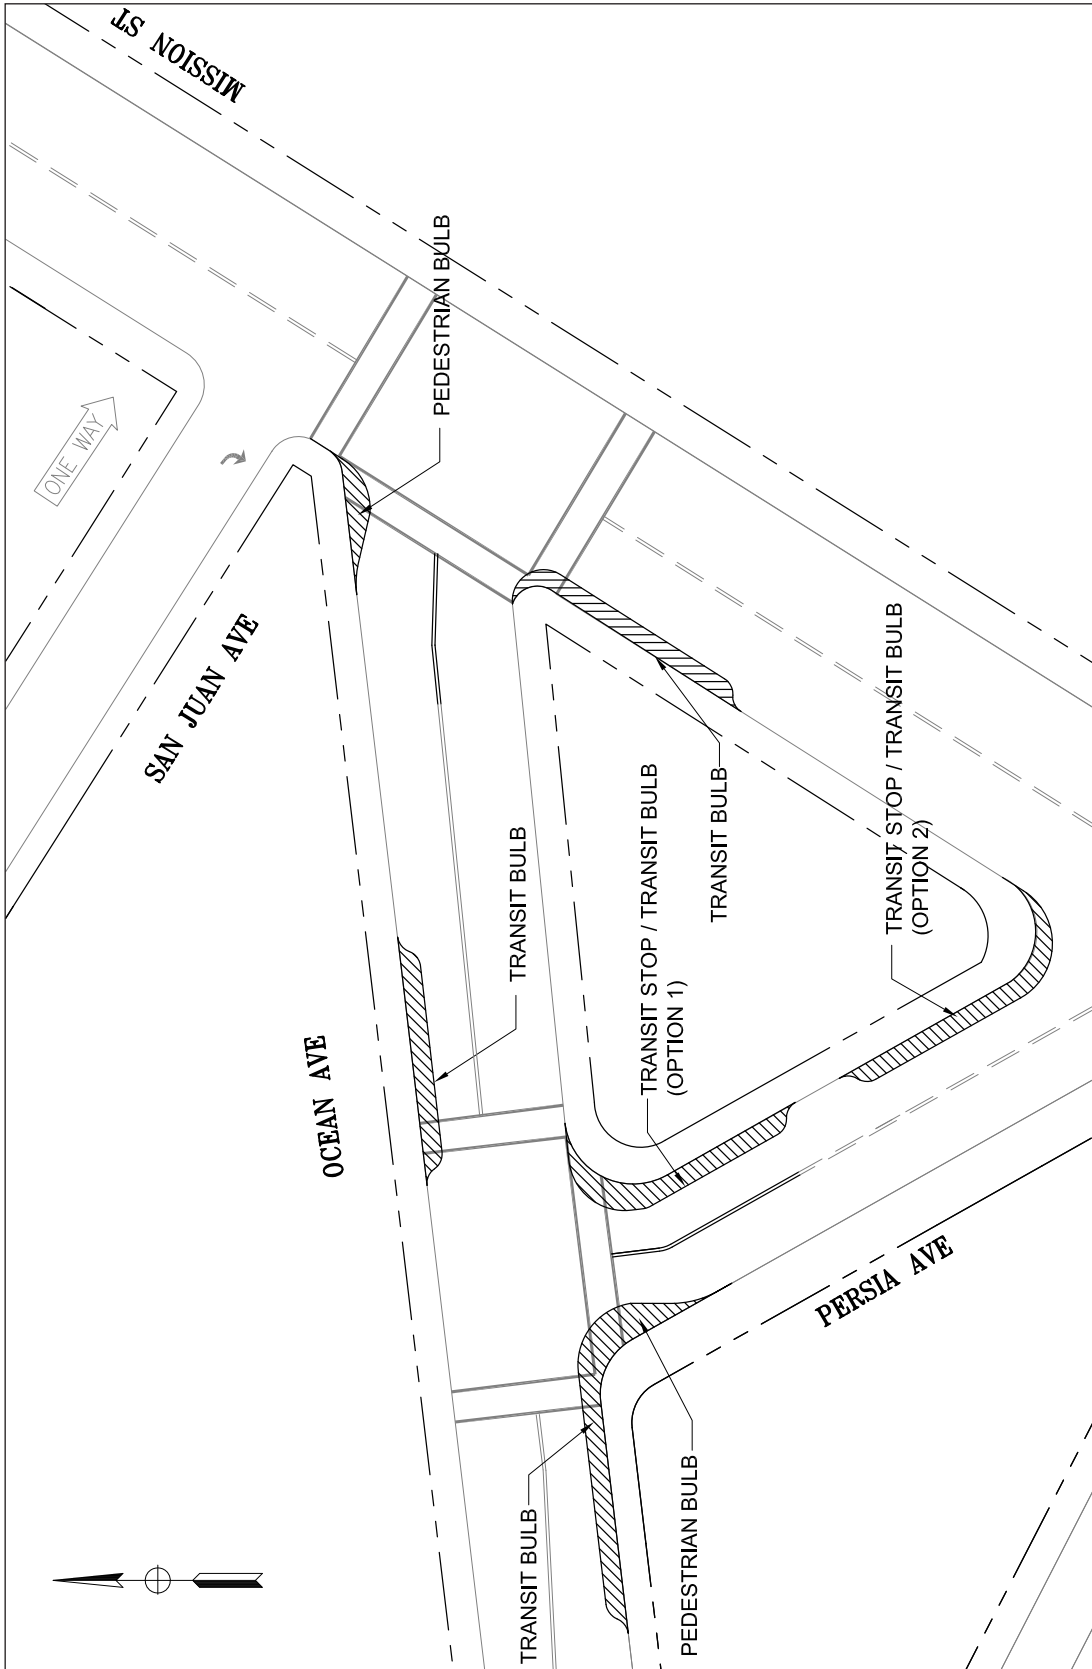 MISSION ST
ONE WAY
PEDESTRIAN BULB
SAN JUAN AVE
TRANSIT STOP / TRANSIT BULB
(OPTION 2)
TRANSIT STOP / TRANSIT BULB
(OPTION 1)
TRANSIT BULB
TRANSIT BULB
OCEAN AVE
PERSIA AVE
TRANSIT BULB
PEDESTRIAN BULB